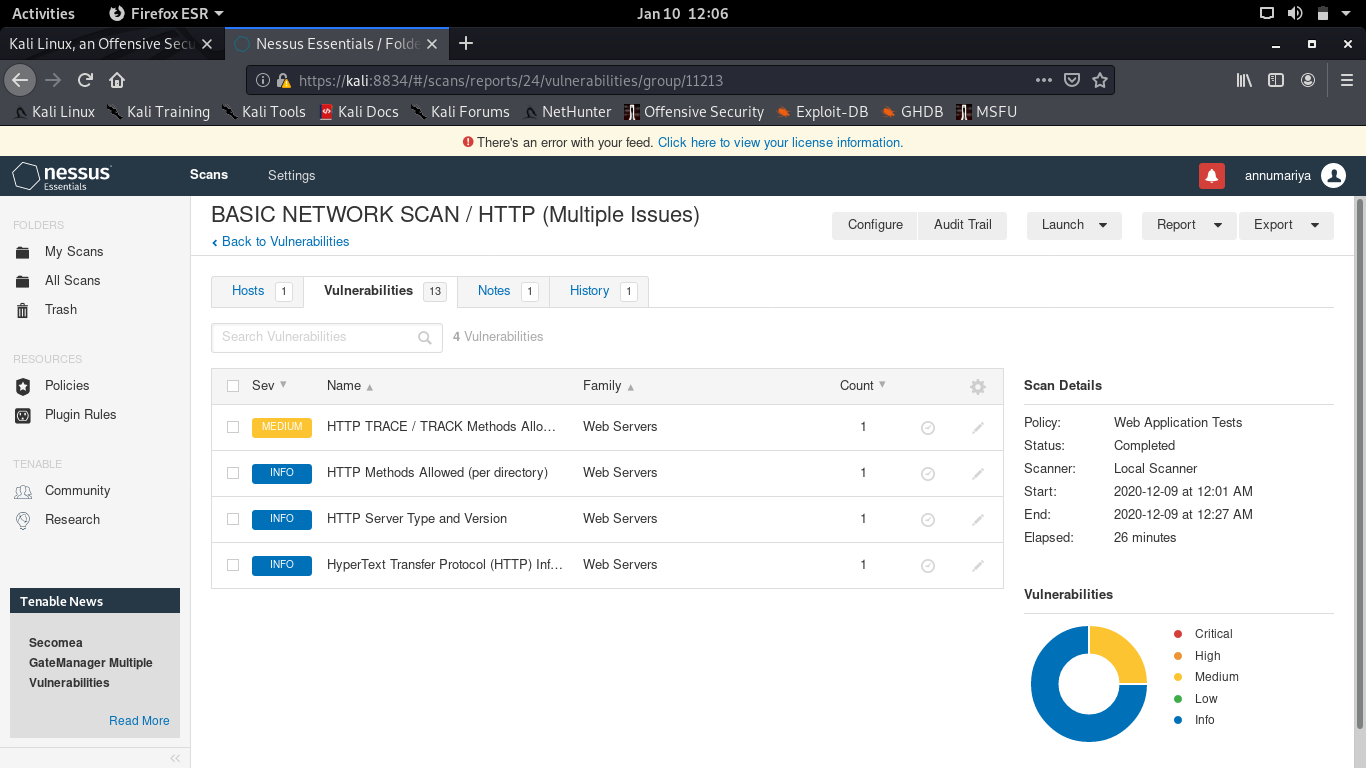 Activities Firefox ESR Jan 10 12:06
Kali Linux, an Offensive Secu Nessus Essentials / Folde
https://kali:8834/#/scans/reports/24/vulnerabilities/group/11213
Kali Linux Kali Training Kali Tools Kali Docs Kali Forums NetHunter Offensive Security Exploit-DB GHDB MSFU
There's an error with your feed. Click here to view your license information.
nessus Essentials Scans Settings annumariya
FOLDERS
My Scans
All Scans
Trash
RESOURCES
Policies
Plugin Rules
TENABLE
Community
Research
Tenable News
Secomea
GateManager Multiple
Vulnerabilities
Read More
BASIC NETWORK SCAN / HTTP (Multiple Issues)
Back to Vulnerabilities
Configure Audit Trail Launch Report Export
Hosts 1 Vulnerabilities 13 Notes 1 History 1
Search Vulnerabilities 4 Vulnerabilities
Sev Name Family Count
MEDIUM HTTP TRACE / TRACK Methods Allo… Web Servers 1
INFO HTTP Methods Allowed (per directory) Web Servers 1
INFO HTTP Server Type and Version Web Servers 1
INFO HyperText Transfer Protocol (HTTP) Inf… Web Servers 1
Scan Details
Policy: Web Application Tests
Status: Completed
Scanner: Local Scanner
Start: 2020-12-09 at 12:01 AM
End: 2020-12-09 at 12:27 AM
Elapsed: 26 minutes
Vulnerabilities
Critical
High
Medium
Low
Info